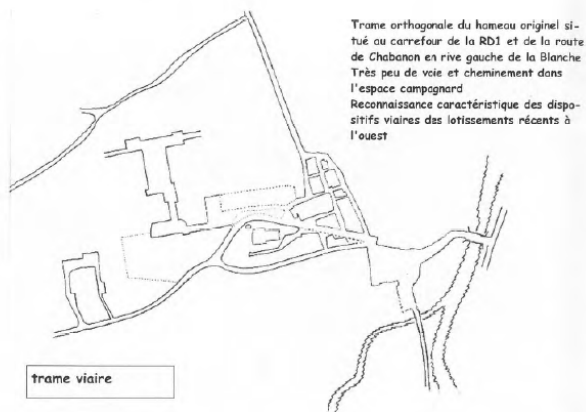 Trame orthogonale du hameau originel si-
tué au carrefour de la RD1 et de la route
de Chabanon en rive gauche de la Blanche
Très peu de voie et cheminement dans
l'espace campagnard
Reconnaissance caractéristique des dispo-
sitifs viaires des lotissements récents à
l'ouest
trame viaire